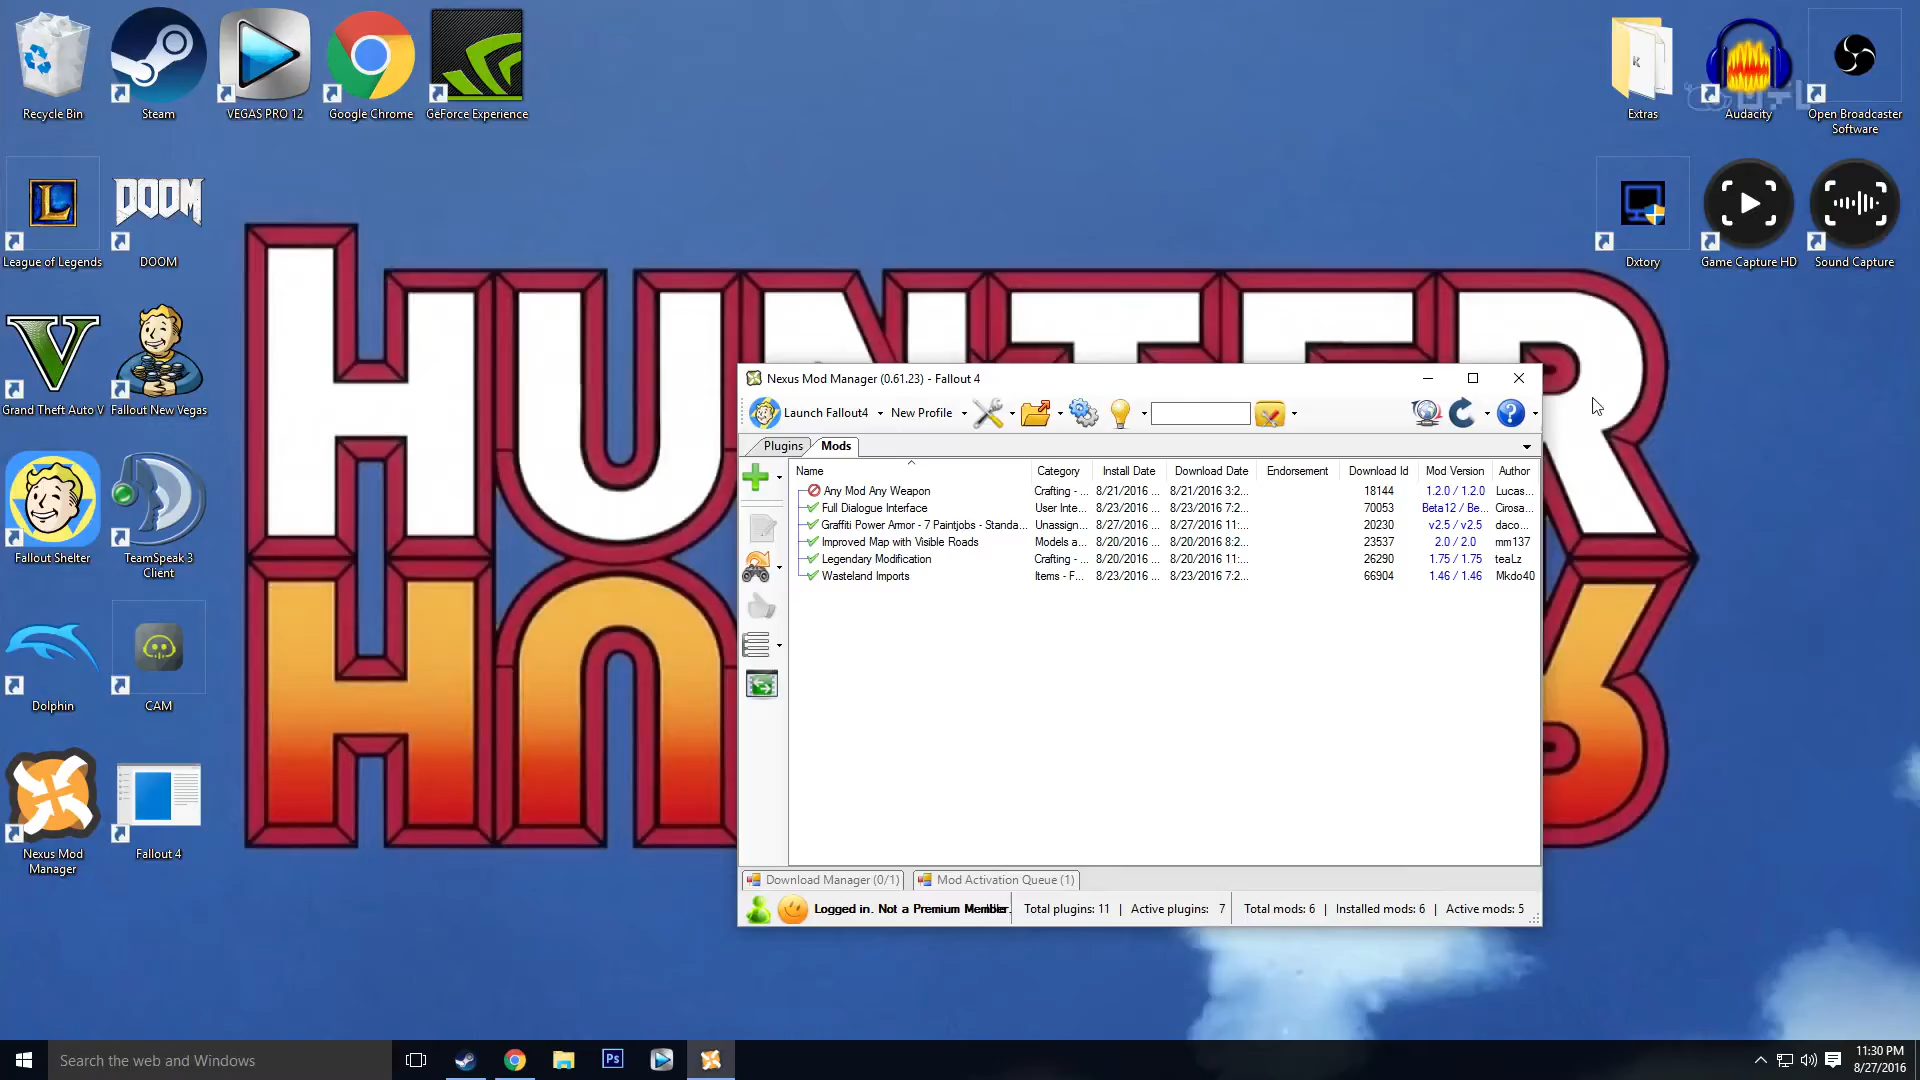 Recycle Bin
Steam
VEGAS PRO 12
Google Chrome
GeForce Experience
Extras
Audacity
Open Broadcaster
Software
League of Legends
DOOM
DOOM
Dxtory
Game Capture HD
Sound Capture
HUNTER
Grand Theft Auto V
Fallout New Vegas
Nexus Mod Manager (0.61.23) - Fallout 4
Launch Fallout4
New Profile
Plugins
Mods
Name Category Install Date Download Date Endorsement Download Id Mod Version Author
Any Mod Any Weapon Crafting - ... 8/21/2016 ... 8/21/2016 3:2... 18144 1.2.0 / 1.2.0 Lucas...
Full Dialogue Interface User Inte... 8/23/2016 ... 8/23/2016 7:2... 70053 Beta12 / Be... Cirosa...
Graffiti Power Armor - 7 Paintjobs - Standa... Unassign... 8/27/2016 ... 8/27/2016 11:... 20230 v2.5 / v2.5 daco...
Improved Map with Visible Roads Models a... 8/20/2016 ... 8/20/2016 8:2... 23537 2.0 / 2.0 mm137
Legendary Modification Crafting - ... 8/20/2016 ... 8/20/2016 11:... 26290 1.75 / 1.75 teaLz
Wasteland Imports Items - F... 8/23/2016 ... 8/23/2016 7:2... 66904 1.46 / 1.46 Mkdo40
Fallout Shelter
TeamSpeak 3
Client
Dolphin
CAM
Nexus Mod
Manager
Fallout 4
Download Manager (0/1)
Mod Activation Queue (1)
Logged in. Not a Premium Member.
Total plugins: 11 | Active plugins: 7
Total mods: 6 | Installed mods: 6 | Active mods: 5
Search the web and Windows
Ps
11:30 PM
8/27/2016